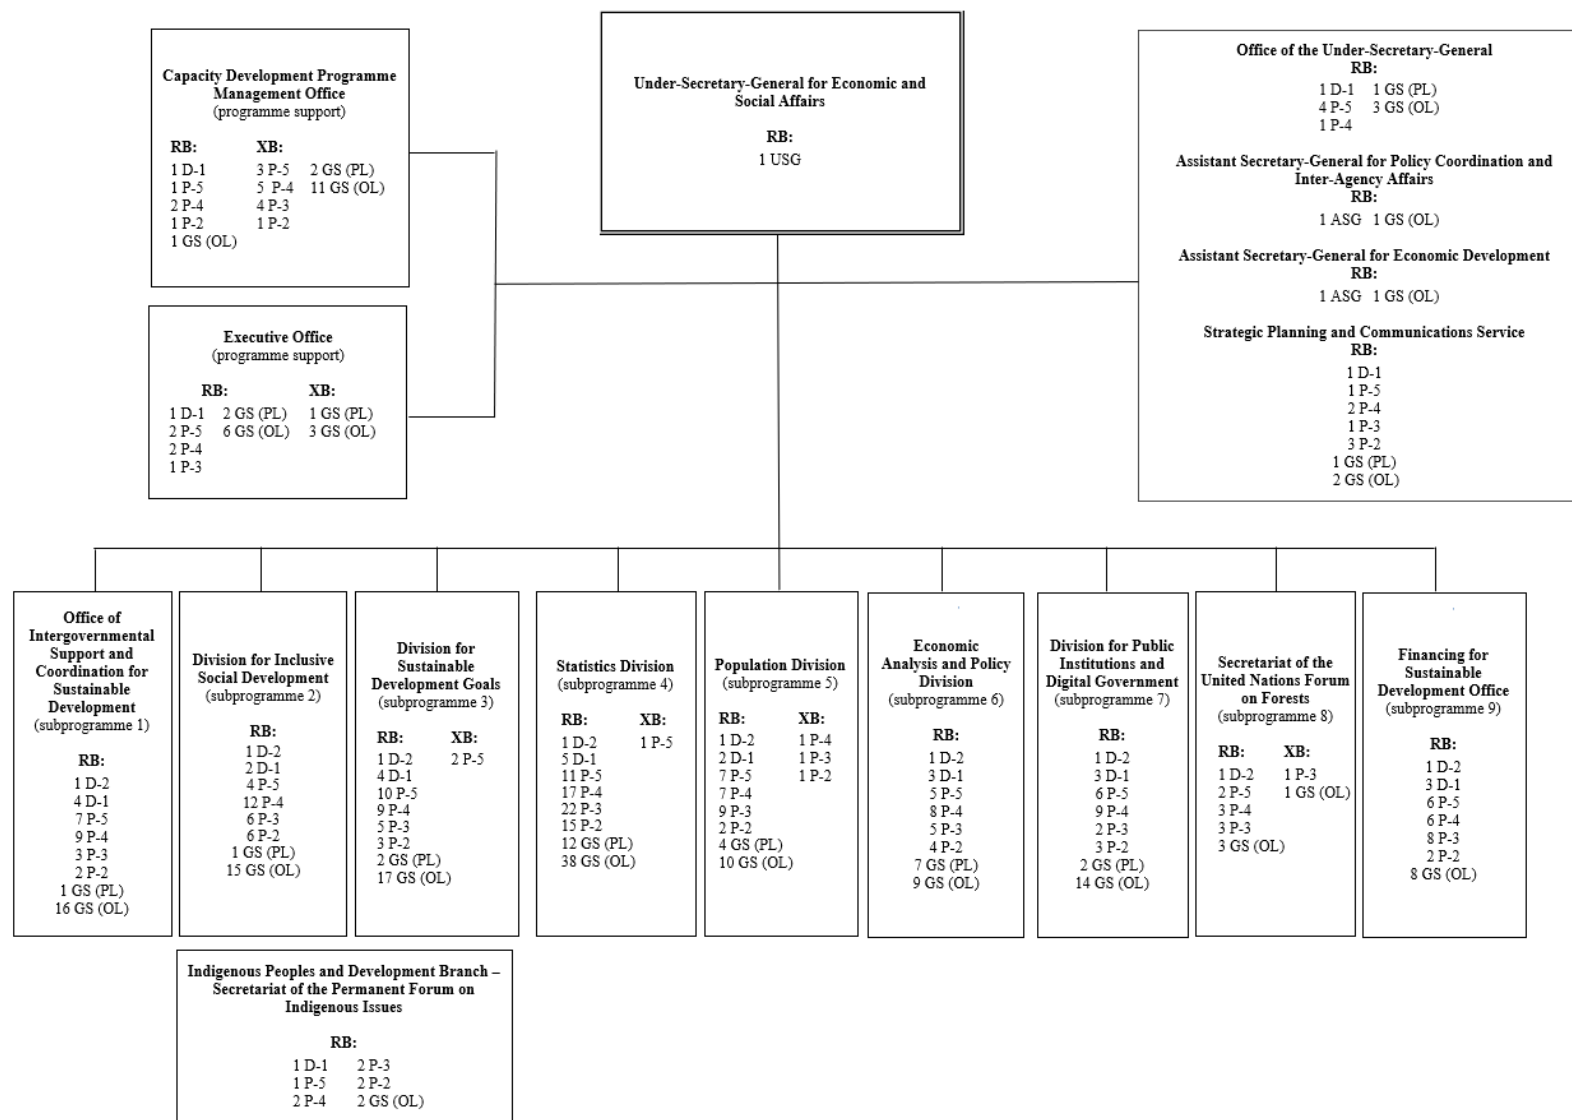 Capacity Development Programme
Management Office
(programme support)
RB: XB:
1 D-1 3 P-5 2 GS (PL)
1 P-5 5 P-4 11 GS (OL)
2 P-4 4 P-3
1 P-2 1 P-2
1 GS (OL)
Under-Secretary-General for Economic and
Social Affairs
RB:
1 USG
Office of the Under-Secretary-General
RB:
1 D-1 1 GS (PL)
4 P-5 3 GS (OL)
1 P-4
Assistant Secretary-General for Policy Coordination and
Inter-Agency Affairs
RB:
1 ASG 1 GS (OL)
Assistant Secretary-General for Economic Development
RB:
1 ASG 1 GS (OL)
Strategic Planning and Communications Service
RB:
1 D-1
1 P-5
2 P-4
1 P-3
3 P-2
1 GS (PL)
2 GS (OL)
Executive Office
(programme support)
RB: XB:
1 D-1 2 GS (PL) 1 GS (PL)
2 P-5 6 GS (OL) 3 GS (OL)
2 P-4
1 P-3
Office of
Intergovernmental
Support and
Coordination for
Sustainable
Development
(subprogramme 1)
RB:
1 D-2
4 D-1
7 P-5
9 P-4
3 P-3
2 P-2
1 GS (PL)
16 GS (OL)
Division for Inclusive
Social Development
(subprogramme 2)
RB:
1 D-2
2 D-1
4 P-5
12 P-4
6 P-3
6 P-2
1 GS (PL)
15 GS (OL)
Division for
Sustainable
Development Goals
(subprogramme 3)
RB: XB:
1 D-2 2 P-5
4 D-1
10 P-5
9 P-4
5 P-3
3 P-2
2 GS (PL)
17 GS (OL)
Statistics Division
(subprogramme 4)
RB: XB:
1 D-2 1 P-5
5 D-1
11 P-5
17 P-4
22 P-3
15 P-2
12 GS (PL)
38 GS (OL)
Population Division
(subprogramme 5)
RB: XB:
1 D-2 1 P-4
2 D-1 1 P-3
7 P-5 1 P-2
7 P-4
9 P-3
2 P-2
4 GS (PL)
10 GS (OL)
Economic
Analysis and Policy
Division
(subprogramme 6)
RB:
1 D-2
3 D-1
5 P-5
8 P-4
5 P-3
4 P-2
7 GS (PL)
9 GS (OL)
Division for Public
Institutions and
Digital Government
(subprogramme 7)
RB:
1 D-2
3 D-1
6 P-5
9 P-4
2 P-3
3 P-2
2 GS (PL)
14 GS (OL)
Secretariat of the
United Nations Forum
on Forests
(subprogramme 8)
RB: XB:
1 D-2 1 P-3
2 P-5 1 GS (OL)
3 P-4
3 P-3
3 GS (OL)
Financing for
Sustainable
Development Office
(subprogramme 9)
RB:
1 D-2
3 D-1
6 P-5
6 P-4
8 P-3
2 P-2
8 GS (OL)
Indigenous Peoples and Development Branch –
Secretariat of the Permanent Forum on
Indigenous Issues
RB:
1 D-1 2 P-3
1 P-5 2 P-2
2 P-4 2 GS (OL)